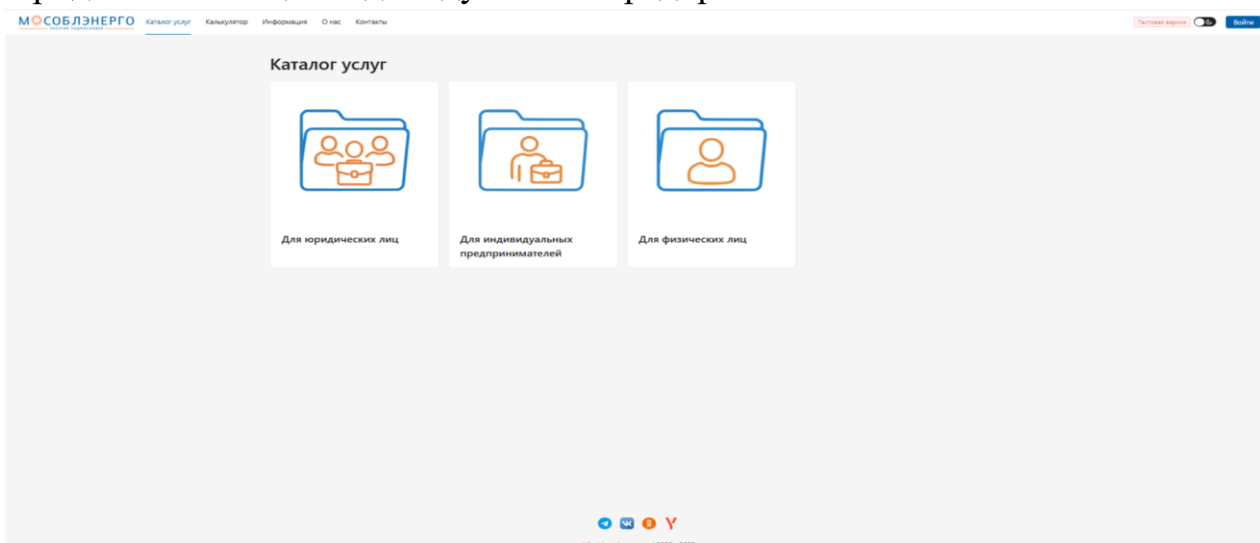 МОСОБЛЭНЕРГО Каталог услуг Калькулятор Информация О нас Контакты Тестовая версия Войти
Каталог услуг
Для юридических лиц
Для индивидуальных
предпринимателей
Для физических лиц